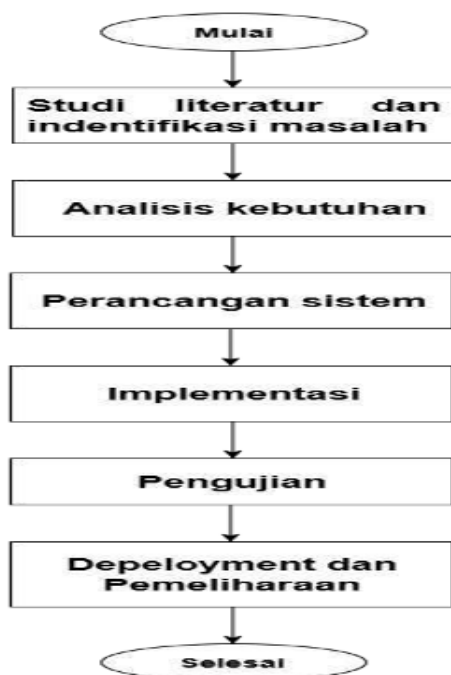 Mulai
Studi literatur dan
indentifikasi masalah
Analisis kebutuhan
Perancangan sistem
Implementasi
Pengujian
Depeloyment dan
Pemeliharaan
Selesai